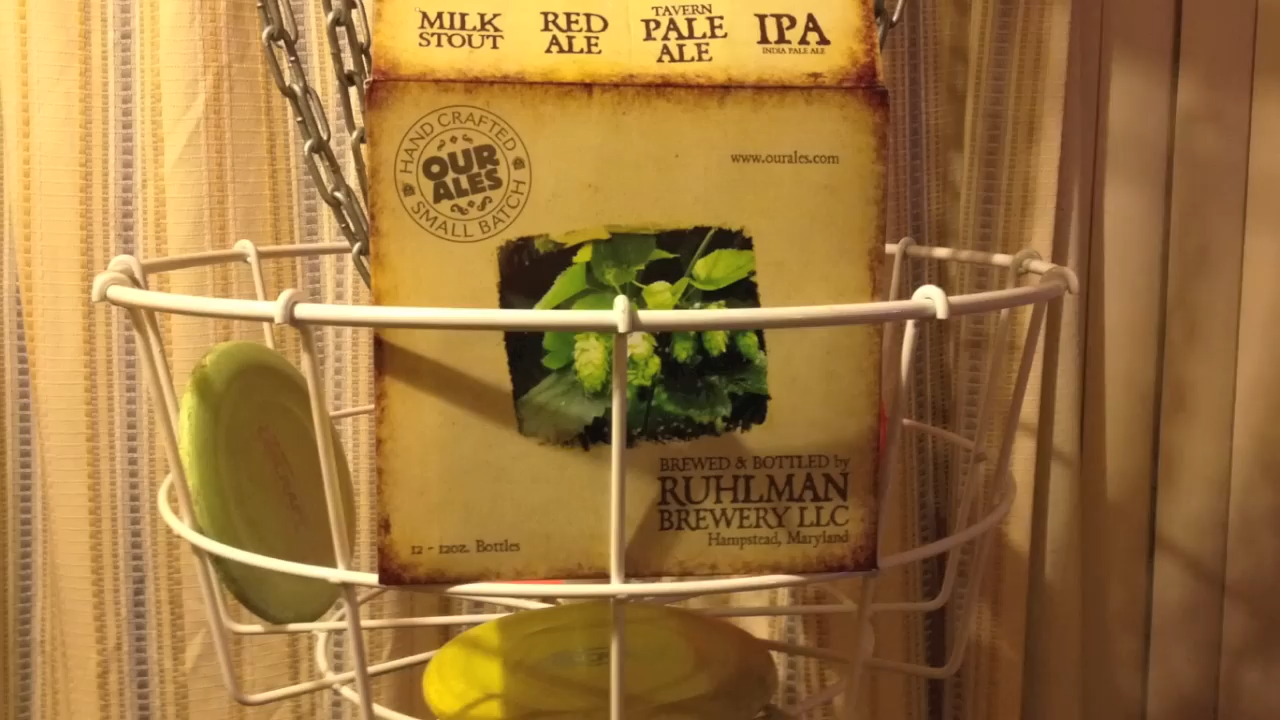 MILK
STOUT
RED
ALE
TAVERN
PALE
ALE
IPA
INDIA PALE ALE
HAND CRAFTED
OUR
ALES
SMALL BATCH
www.ourales.com
BREWED & BOTTLED by
RUHLMAN
BREWERY LLC
Hampstead, Maryland
12 - 12oz. Bottles